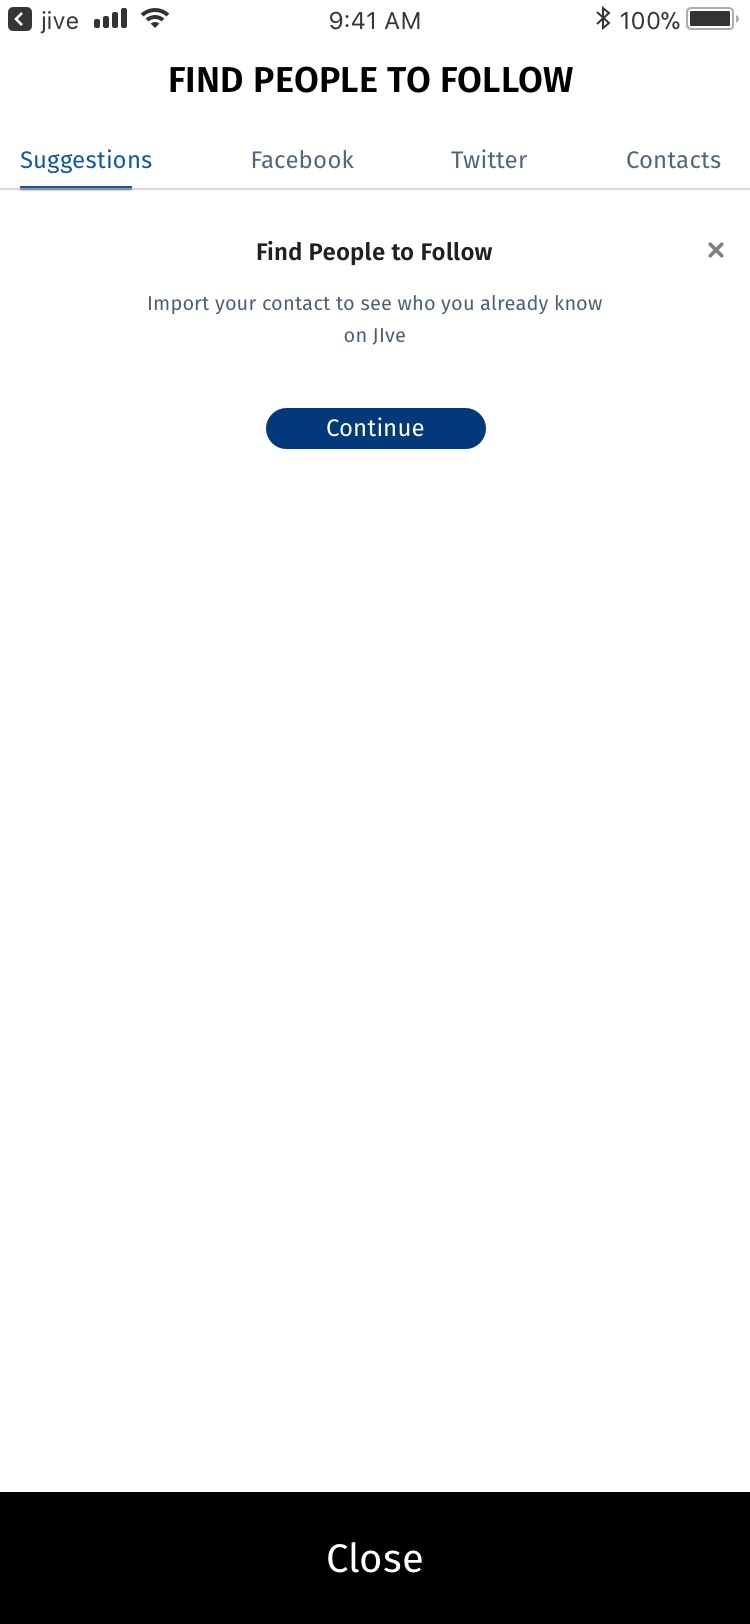 jive 9:41 AM 100%
FIND PEOPLE TO FOLLOW
Suggestions Facebook Twitter Contacts
Find People to Follow
Import your contact to see who you already know
on JIve
Continue
Close